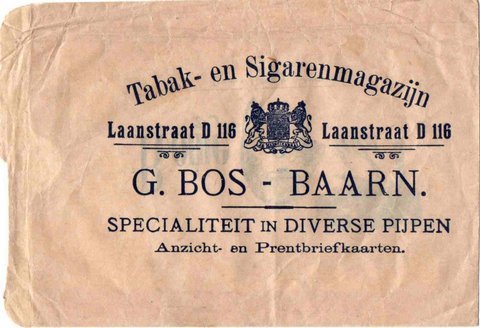 Tabak- en Sigarenmagazijn
Laanstraat D 116 Laanstraat D 116
G. BOS - BAARN.
SPECIALITEIT IN DIVERSE PIJPEN
Anzicht- en Prentbriefkaarten.